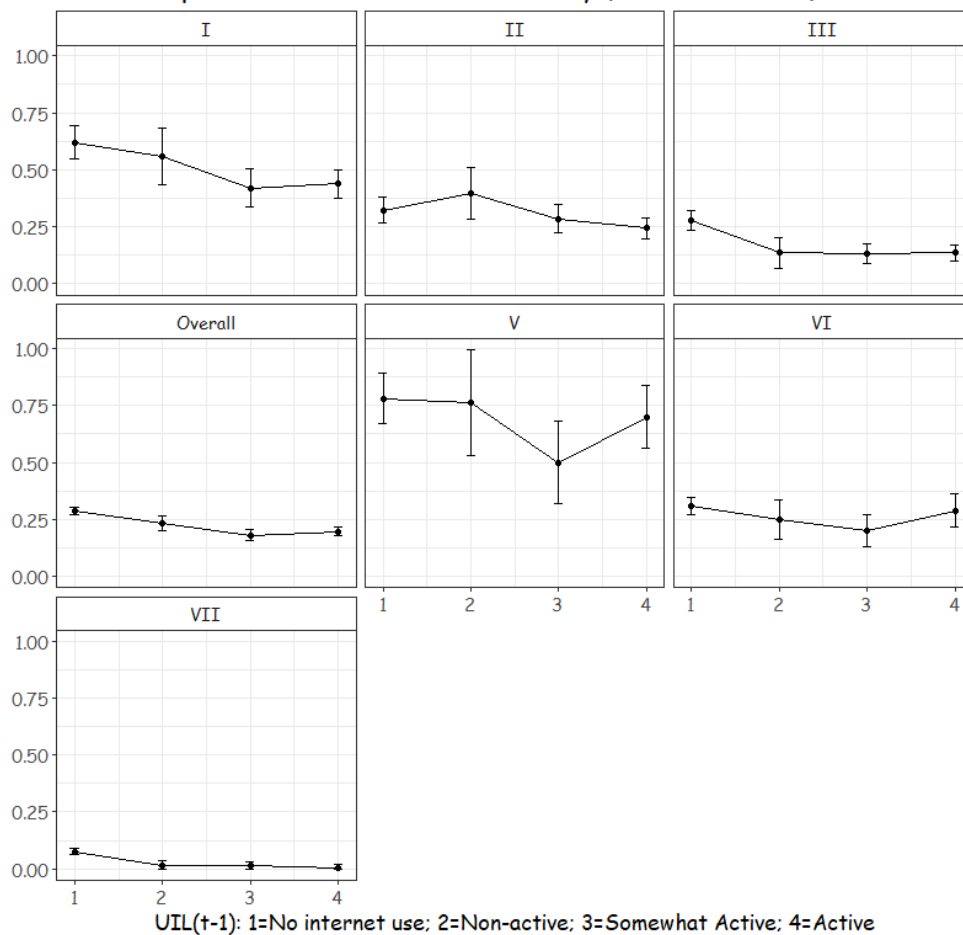 I II III
1.00
0.75
0.50
0.25
0.00
Overall V VI
1.00
0.75
0.50
0.25
0.00
1 2 3 4 1 2 3 4
VII
1.00
0.75
0.50
0.25
0.00
1 2 3 4
UIL(t-1): 1=No internet use; 2=Non-active; 3=Somewhat Active; 4=Active